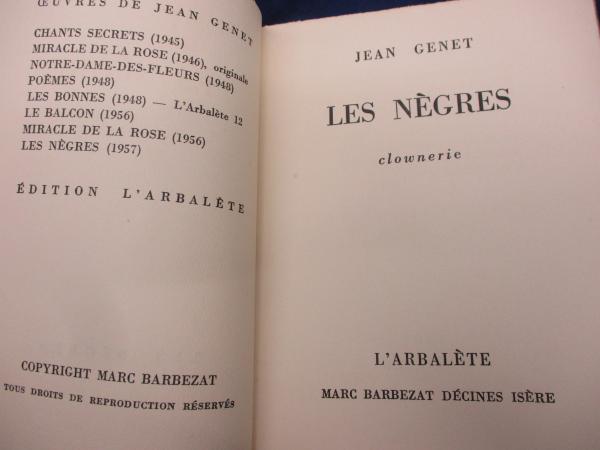 ŒUVRES DE JEAN GENET
CHANTS SECRETS (1945)
MIRACLE DE LA ROSE (1946), originale
NOTRE-DAME-DES-FLEURS (1948)
POÈMES (1948)
LES BONNES (1948) — L'Arbalète 12
LE BALCON (1956)
MIRACLE DE LA ROSE (1956)
LES NÈGRES (1957)
ÉDITION L'ARBALÈTE
COPYRIGHT MARC BARBEZAT
TOUS DROITS DE REPRODUCTION RÉSERVÉS
JEAN GENET
LES NÈGRES
clownerie
L'ARBALÈTE
MARC BARBEZAT DÉCINES ISÈRE